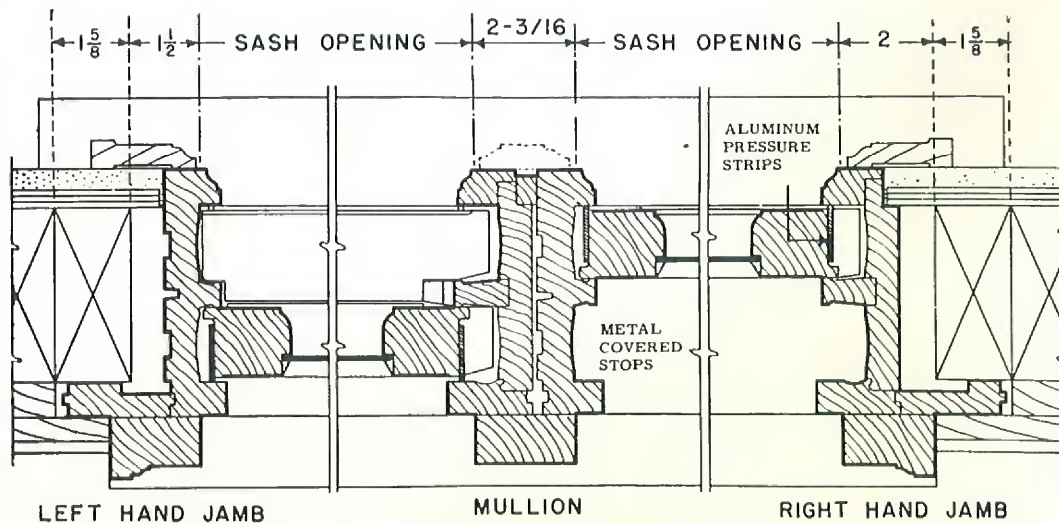 1 5/8 1 1/2 SASH OPENING 2-3/16 SASH OPENING 2 1 5/8
ALUMINUM
PRESSURE
STRIPS
METAL
COVERED
STOPS
LEFT HAND JAMB MULLION RIGHT HAND JAMB